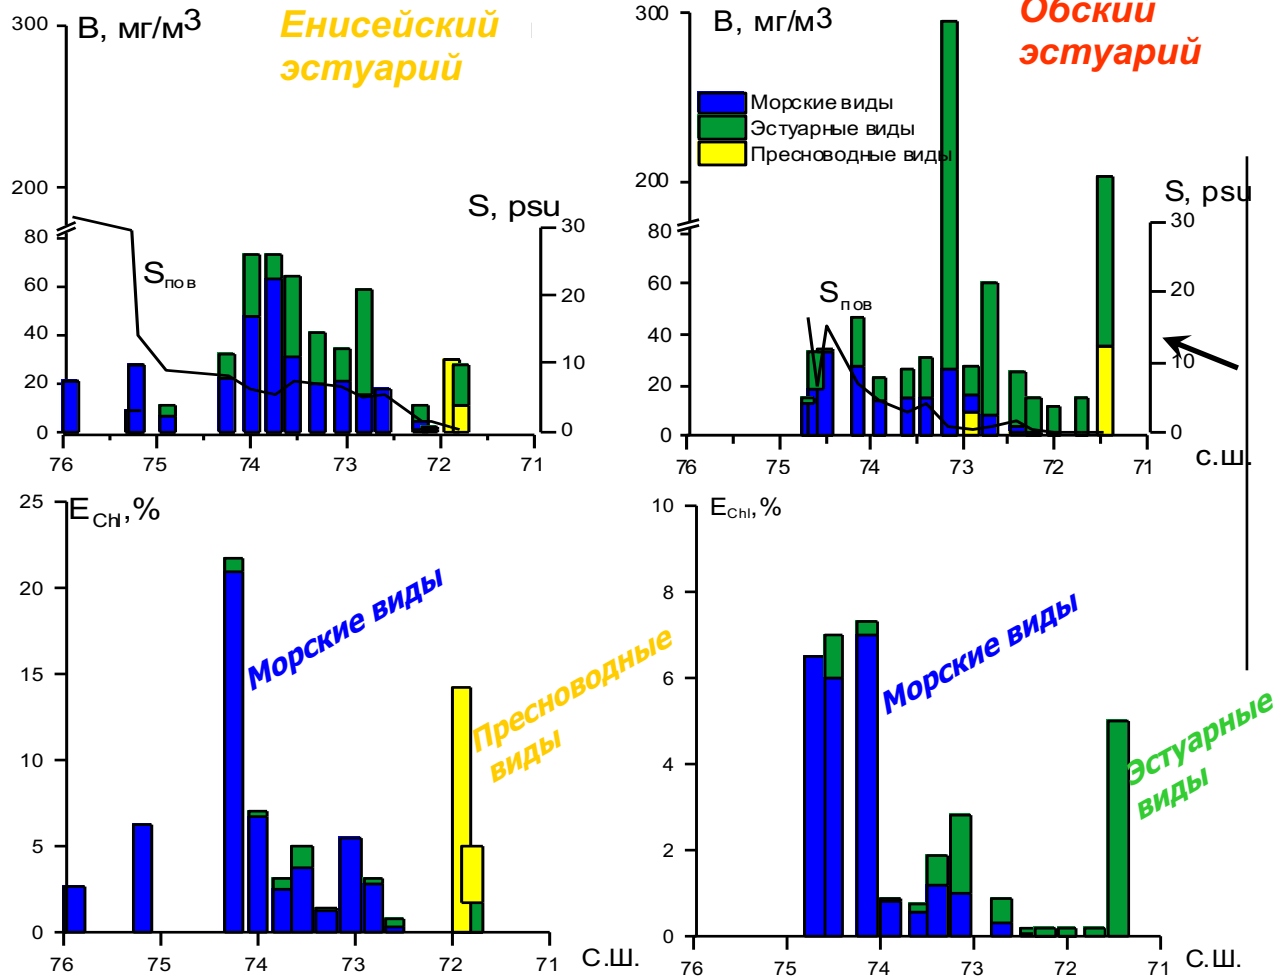 Енисейский
эстуарий
B, мг/м3
300
200
80
60
40
20
0
S, psu
30
20
10
0
Sпов
76
75
74
73
72
71
Обский
эстуарий
B, мг/м3
Морские виды
Эстуарные виды
Пресноводные виды
300
200
80
60
40
20
0
S, psu
30
20
10
0
Sпов
76
75
74
73
72
71
с.ш.
EChl,%
25
20
15
10
5
0
Морские виды
Пресноводные
виды
76
75
74
73
72
71
с.ш.
EChl,%
10
8
6
4
2
0
Морские виды
Эстуарные
виды
76
75
74
73
72
71
с.ш.